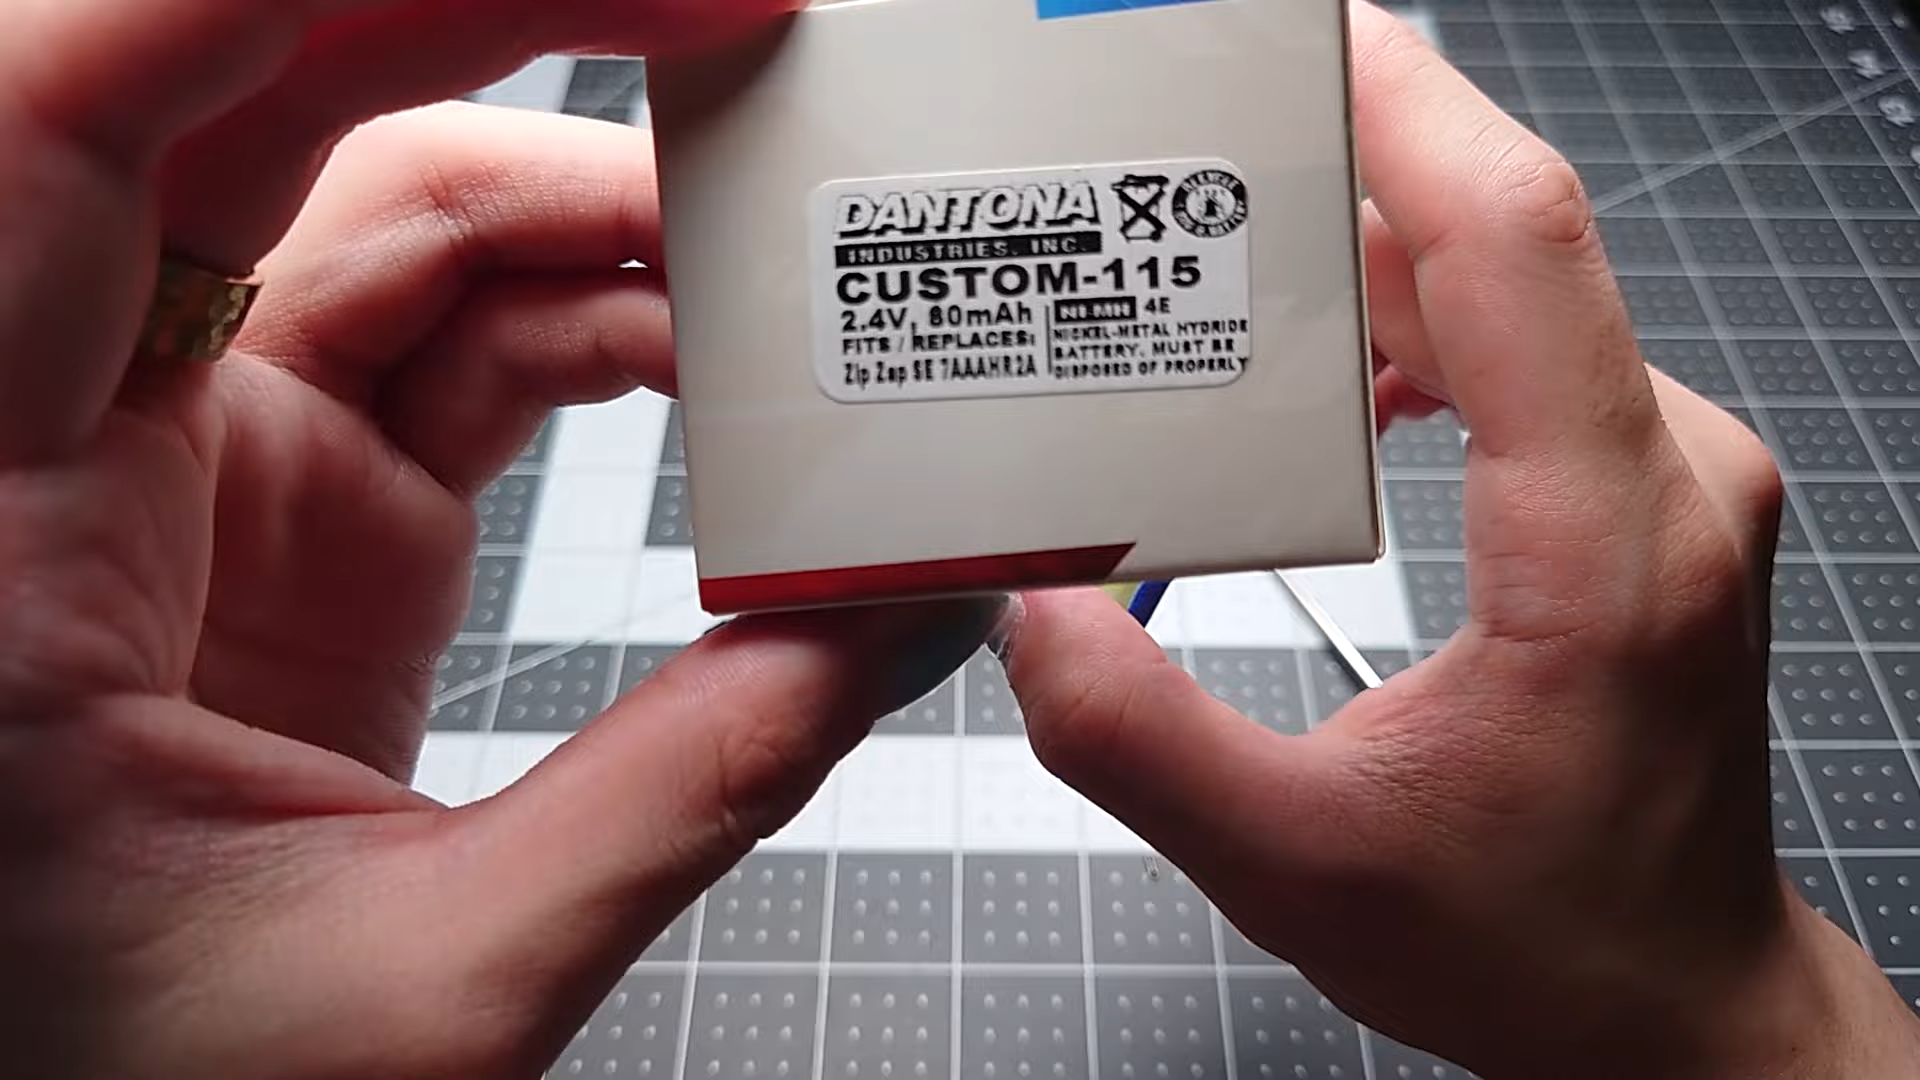 DANTONA
INDUSTRIES, INC.
CUSTOM-115
2.4V, 80mAh
FITS / REPLACES:
Zip Zap SE 7AAAHR2A
NI-MH 4E
NICKEL-METAL HYDRIDE
BATTERY. MUST BE
DISPOSED OF PROPERLY